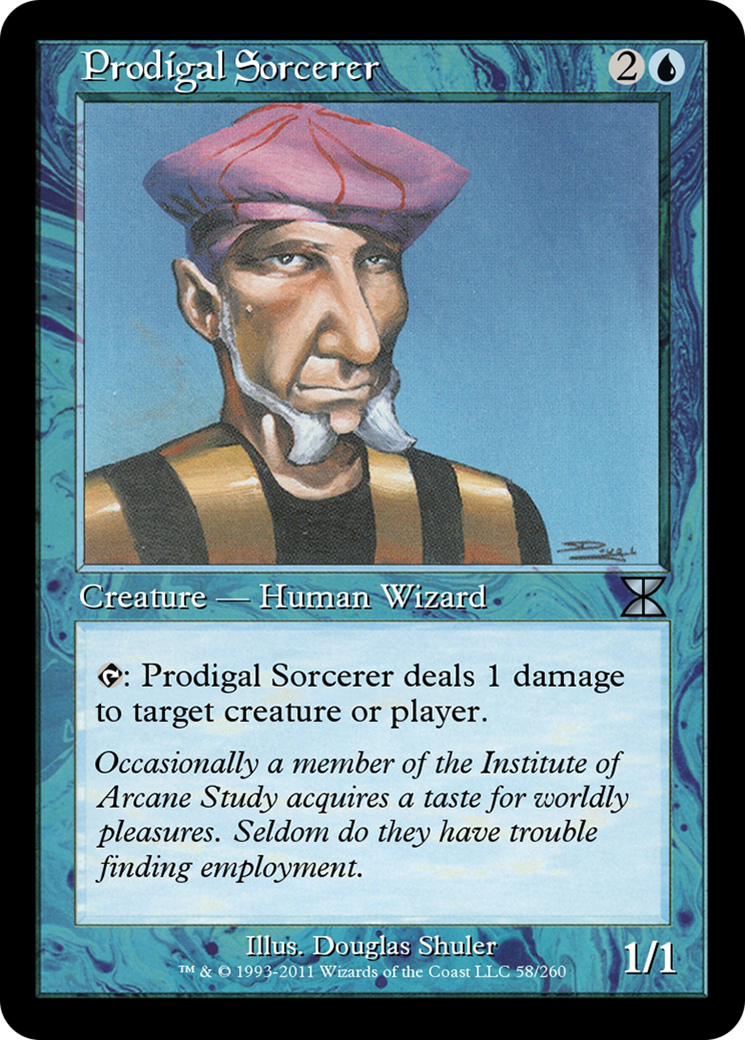 Prodigal Sorcerer 2
Creature — Human Wizard
: Prodigal Sorcerer deals 1 damage
to target creature or player.
Occasionally a member of the Institute of
Arcane Study acquires a taste for worldly
pleasures. Seldom do they have trouble
finding employment.
Illus. Douglas Shuler
™ & © 1993-2011 Wizards of the Coast LLC 58/260
1/1